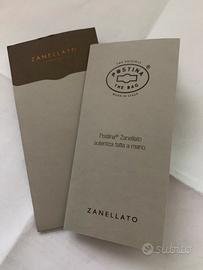 ZANELLATO
THE ORIGINAL
POSTINA
®
THE BAG
MADE IN ITALY
Postina® Zanellato
autentica fatta a mano
ZANELLATO
subito